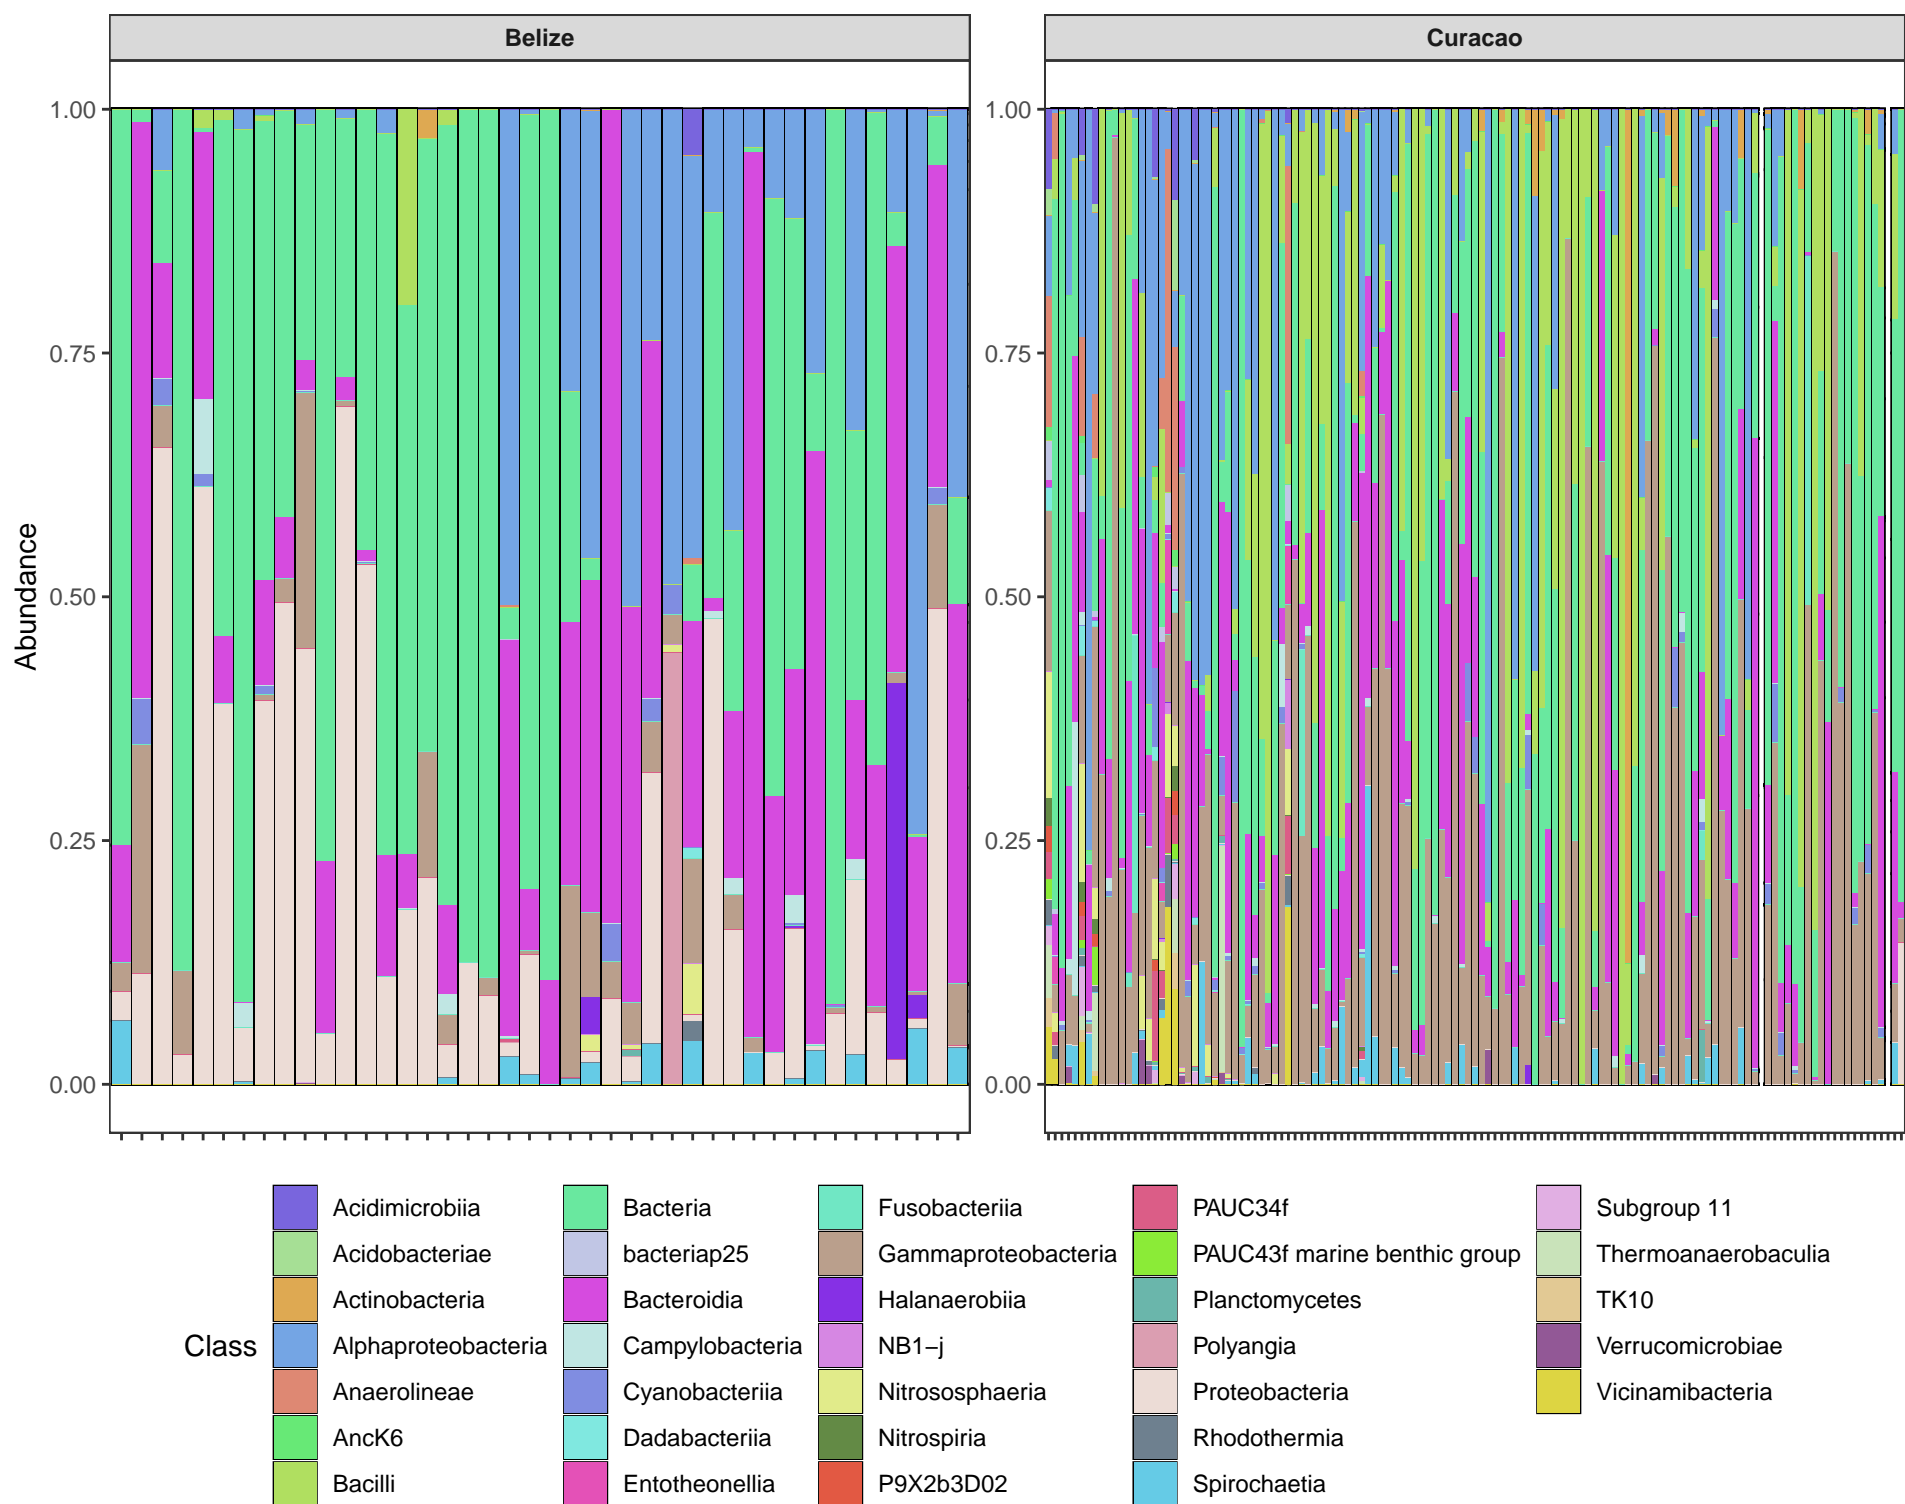 Belize
Curacao
1.00
0.75
0.50
0.25
0.00
1.00
0.75
0.50
0.25
0.00
Abundance
Class
Acidimicrobiia
Acidobacteriae
Actinobacteria
Alphaproteobacteria
Anaerolineae
AncK6
Bacilli
Bacteria
bacteriap25
Bacteroidia
Campylobacteria
Cyanobacteriia
Dadabacteriia
Entotheonellia
Fusobacteriia
Gammaproteobacteria
Halanaerobiia
NB1−j
Nitrososphaeria
Nitrospiria
P9X2b3D02
PAUC34f
PAUC43f marine benthic group
Planctomycetes
Polyangia
Proteobacteria
Rhodothermia
Spirochaetia
Subgroup 11
Thermoanaerobaculia
TK10
Verrucomicrobiae
Vicinamibacteria